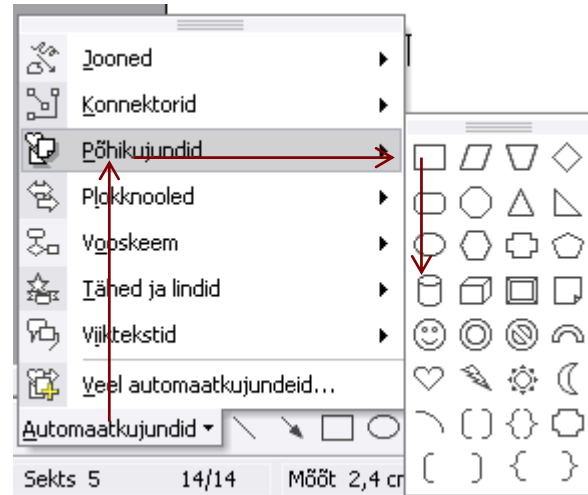 Jooned
Konnektorid
Põhikujundid
Plokknooled
Vooskeem
Tähed ja lindid
Viiktekstid
Veel automaatkujundeid...
Automaatkujundid
Sekts 5 14/14 Mõõt 2,4 cr